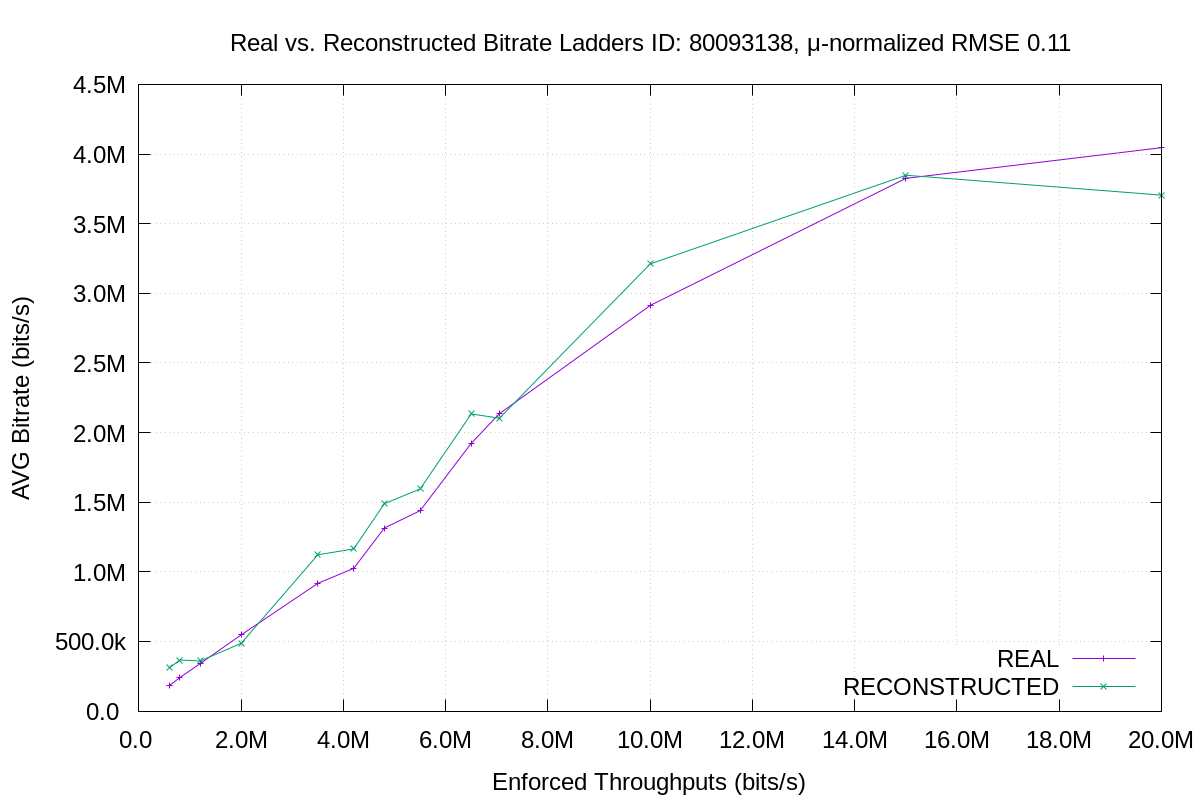 Real vs. Reconstructed Bitrate Ladders ID: 80093138, μ-normalized RMSE 0.11
4.5M
4.0M
3.5M
3.0M
2.5M
2.0M
1.5M
1.0M
500.0k
0.0
AVG Bitrate (bits/s)
REAL
RECONSTRUCTED
0.0 2.0M 4.0M 6.0M 8.0M 10.0M 12.0M 14.0M 16.0M 18.0M 20.0M
Enforced Throughputs (bits/s)